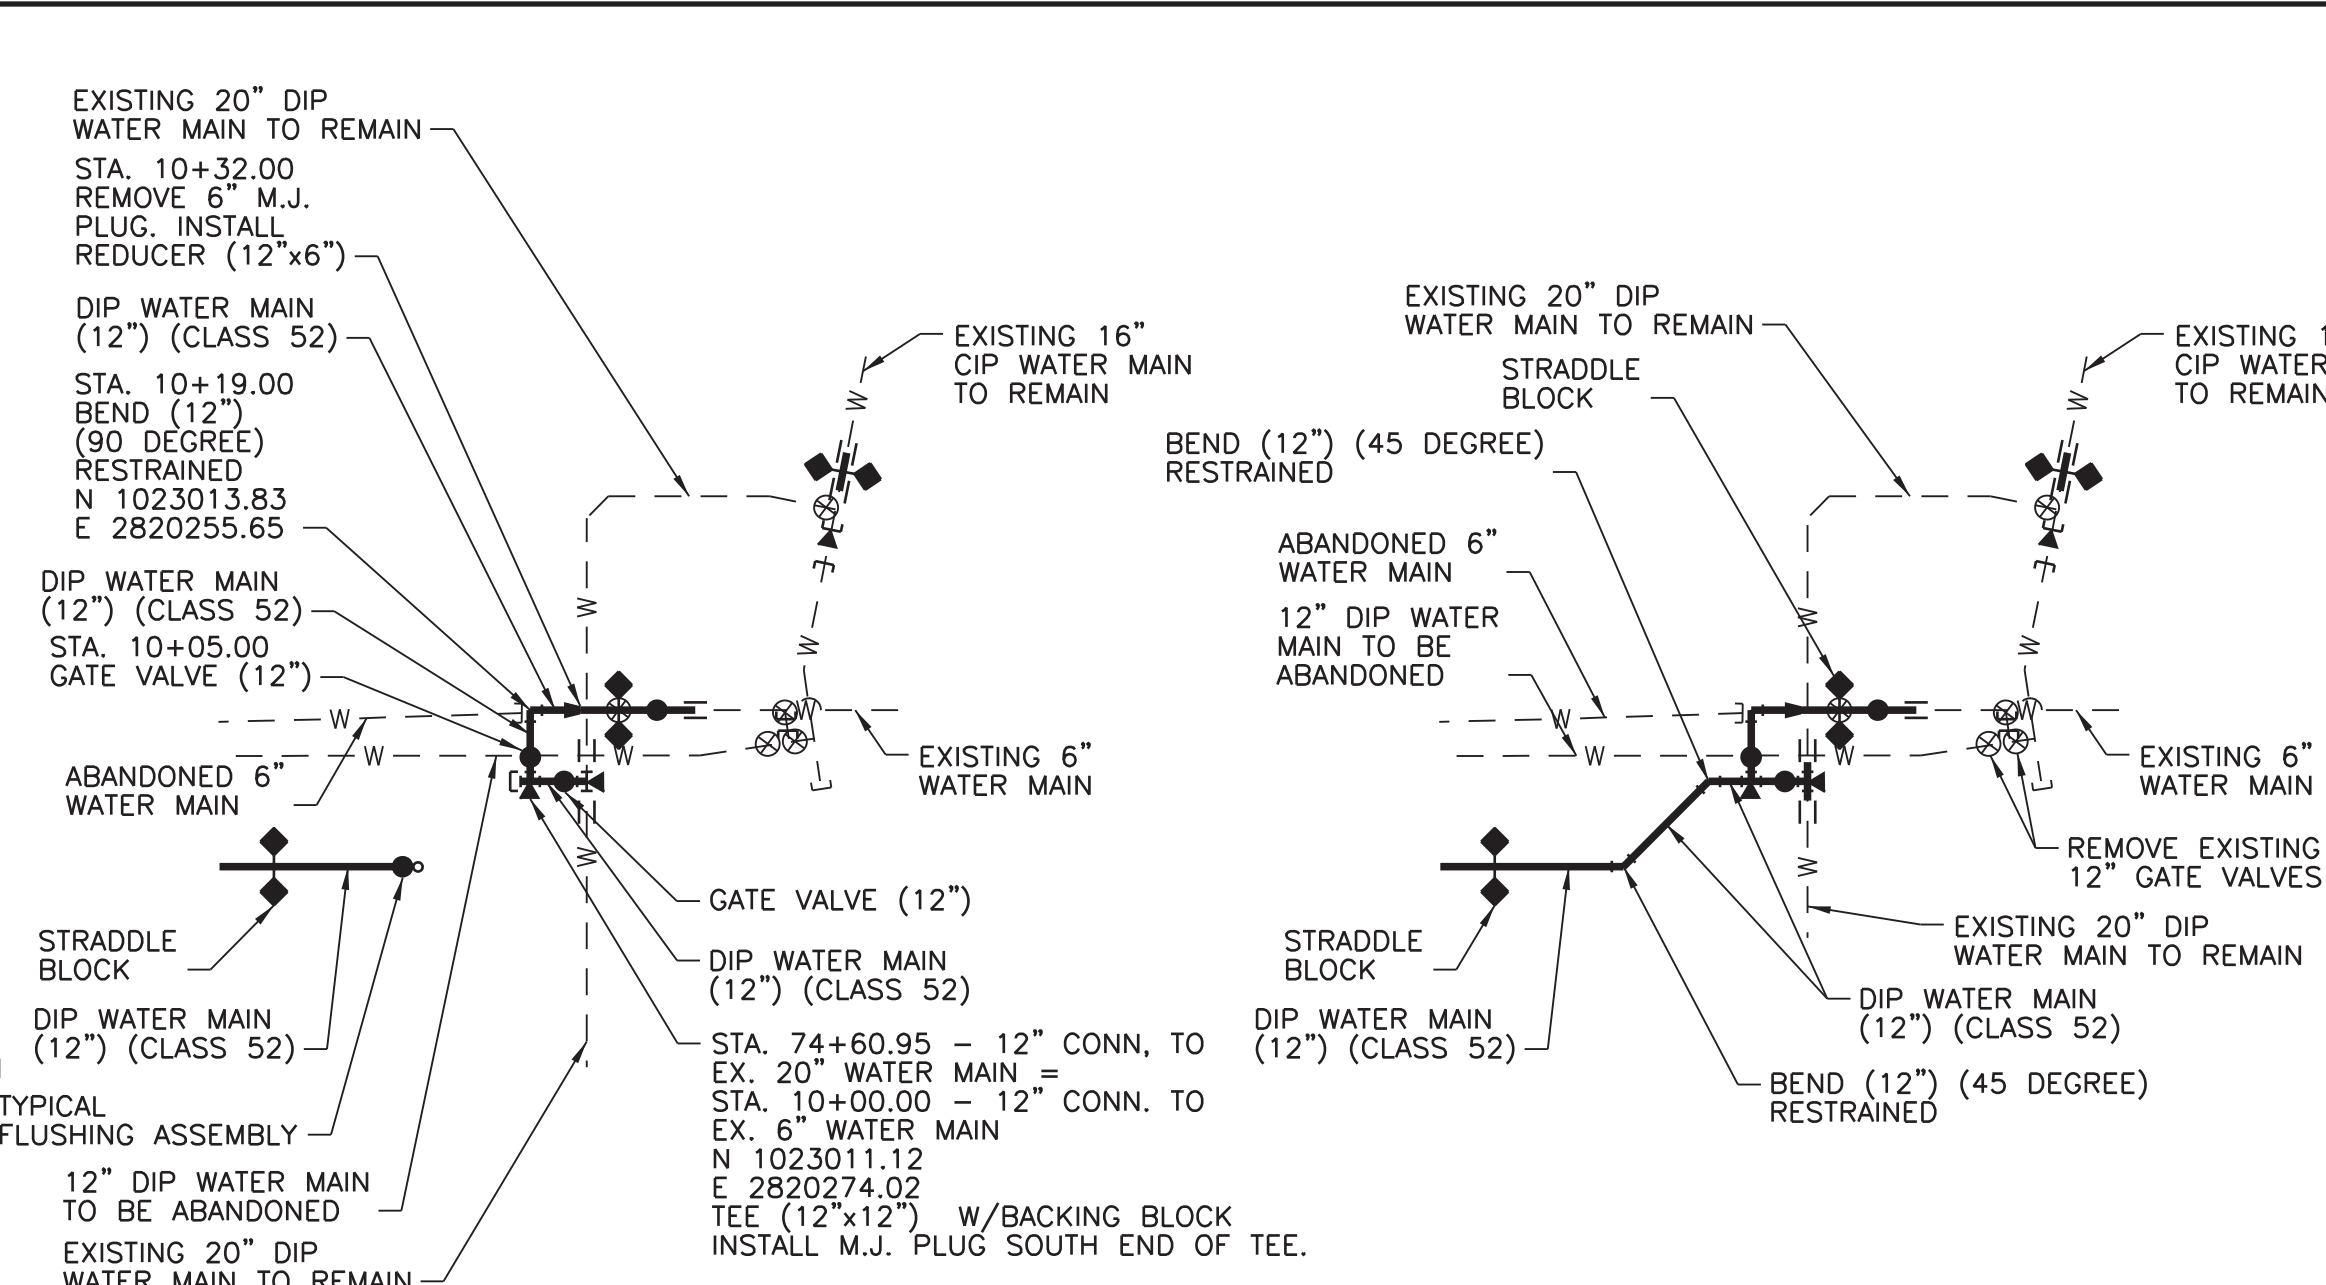 EXISTING 20" DIP
WATER MAIN TO REMAIN
STA. 10+32.00
REMOVE 6" M.J.
PLUG. INSTALL
REDUCER (12"x6")
DIP WATER MAIN
(12") (CLASS 52)
STA. 10+19.00
BEND (12")
(90 DEGREE)
RESTRAINED
N 1023013.83
E 2820255.65
DIP WATER MAIN
(12") (CLASS 52)
STA. 10+05.00
GATE VALVE (12")
ABANDONED 6"
WATER MAIN
STRADDLE
BLOCK
DIP WATER MAIN
(12") (CLASS 52)
TYPICAL
FLUSHING ASSEMBLY
12" DIP WATER MAIN
TO BE ABANDONED
EXISTING 20" DIP
WATER MAIN TO REMAIN
W
W
W
W
W
W
W
W
EXISTING 16"
CIP WATER MAIN
TO REMAIN
EXISTING 6"
WATER MAIN
GATE VALVE (12")
DIP WATER MAIN
(12") (CLASS 52)
STA. 74+60.95 – 12" CONN, TO
EX. 20" WATER MAIN =
STA. 10+00.00 – 12" CONN. TO
EX. 6" WATER MAIN
N 1023011.12
E 2820274.02
TEE (12"x12") W/BACKING BLOCK
INSTALL M.J. PLUG SOUTH END OF TEE.
EXISTING 20" DIP
WATER MAIN TO REMAIN
STRADDLE
BLOCK
BEND (12") (45 DEGREE)
RESTRAINED
ABANDONED 6"
WATER MAIN
12" DIP WATER
MAIN TO BE
ABANDONED
W
W
W
W
W
W
W
W
STRADDLE
BLOCK
DIP WATER MAIN
(12") (CLASS 52)
EXISTING
CIP WATER
TO REMAIN
EXISTING 6"
WATER MAIN
REMOVE EXISTING
12" GATE VALVES
EXISTING 20" DIP
WATER MAIN TO REMAIN
DIP WATER MAIN
(12") (CLASS 52)
BEND (12") (45 DEGREE)
RESTRAINED